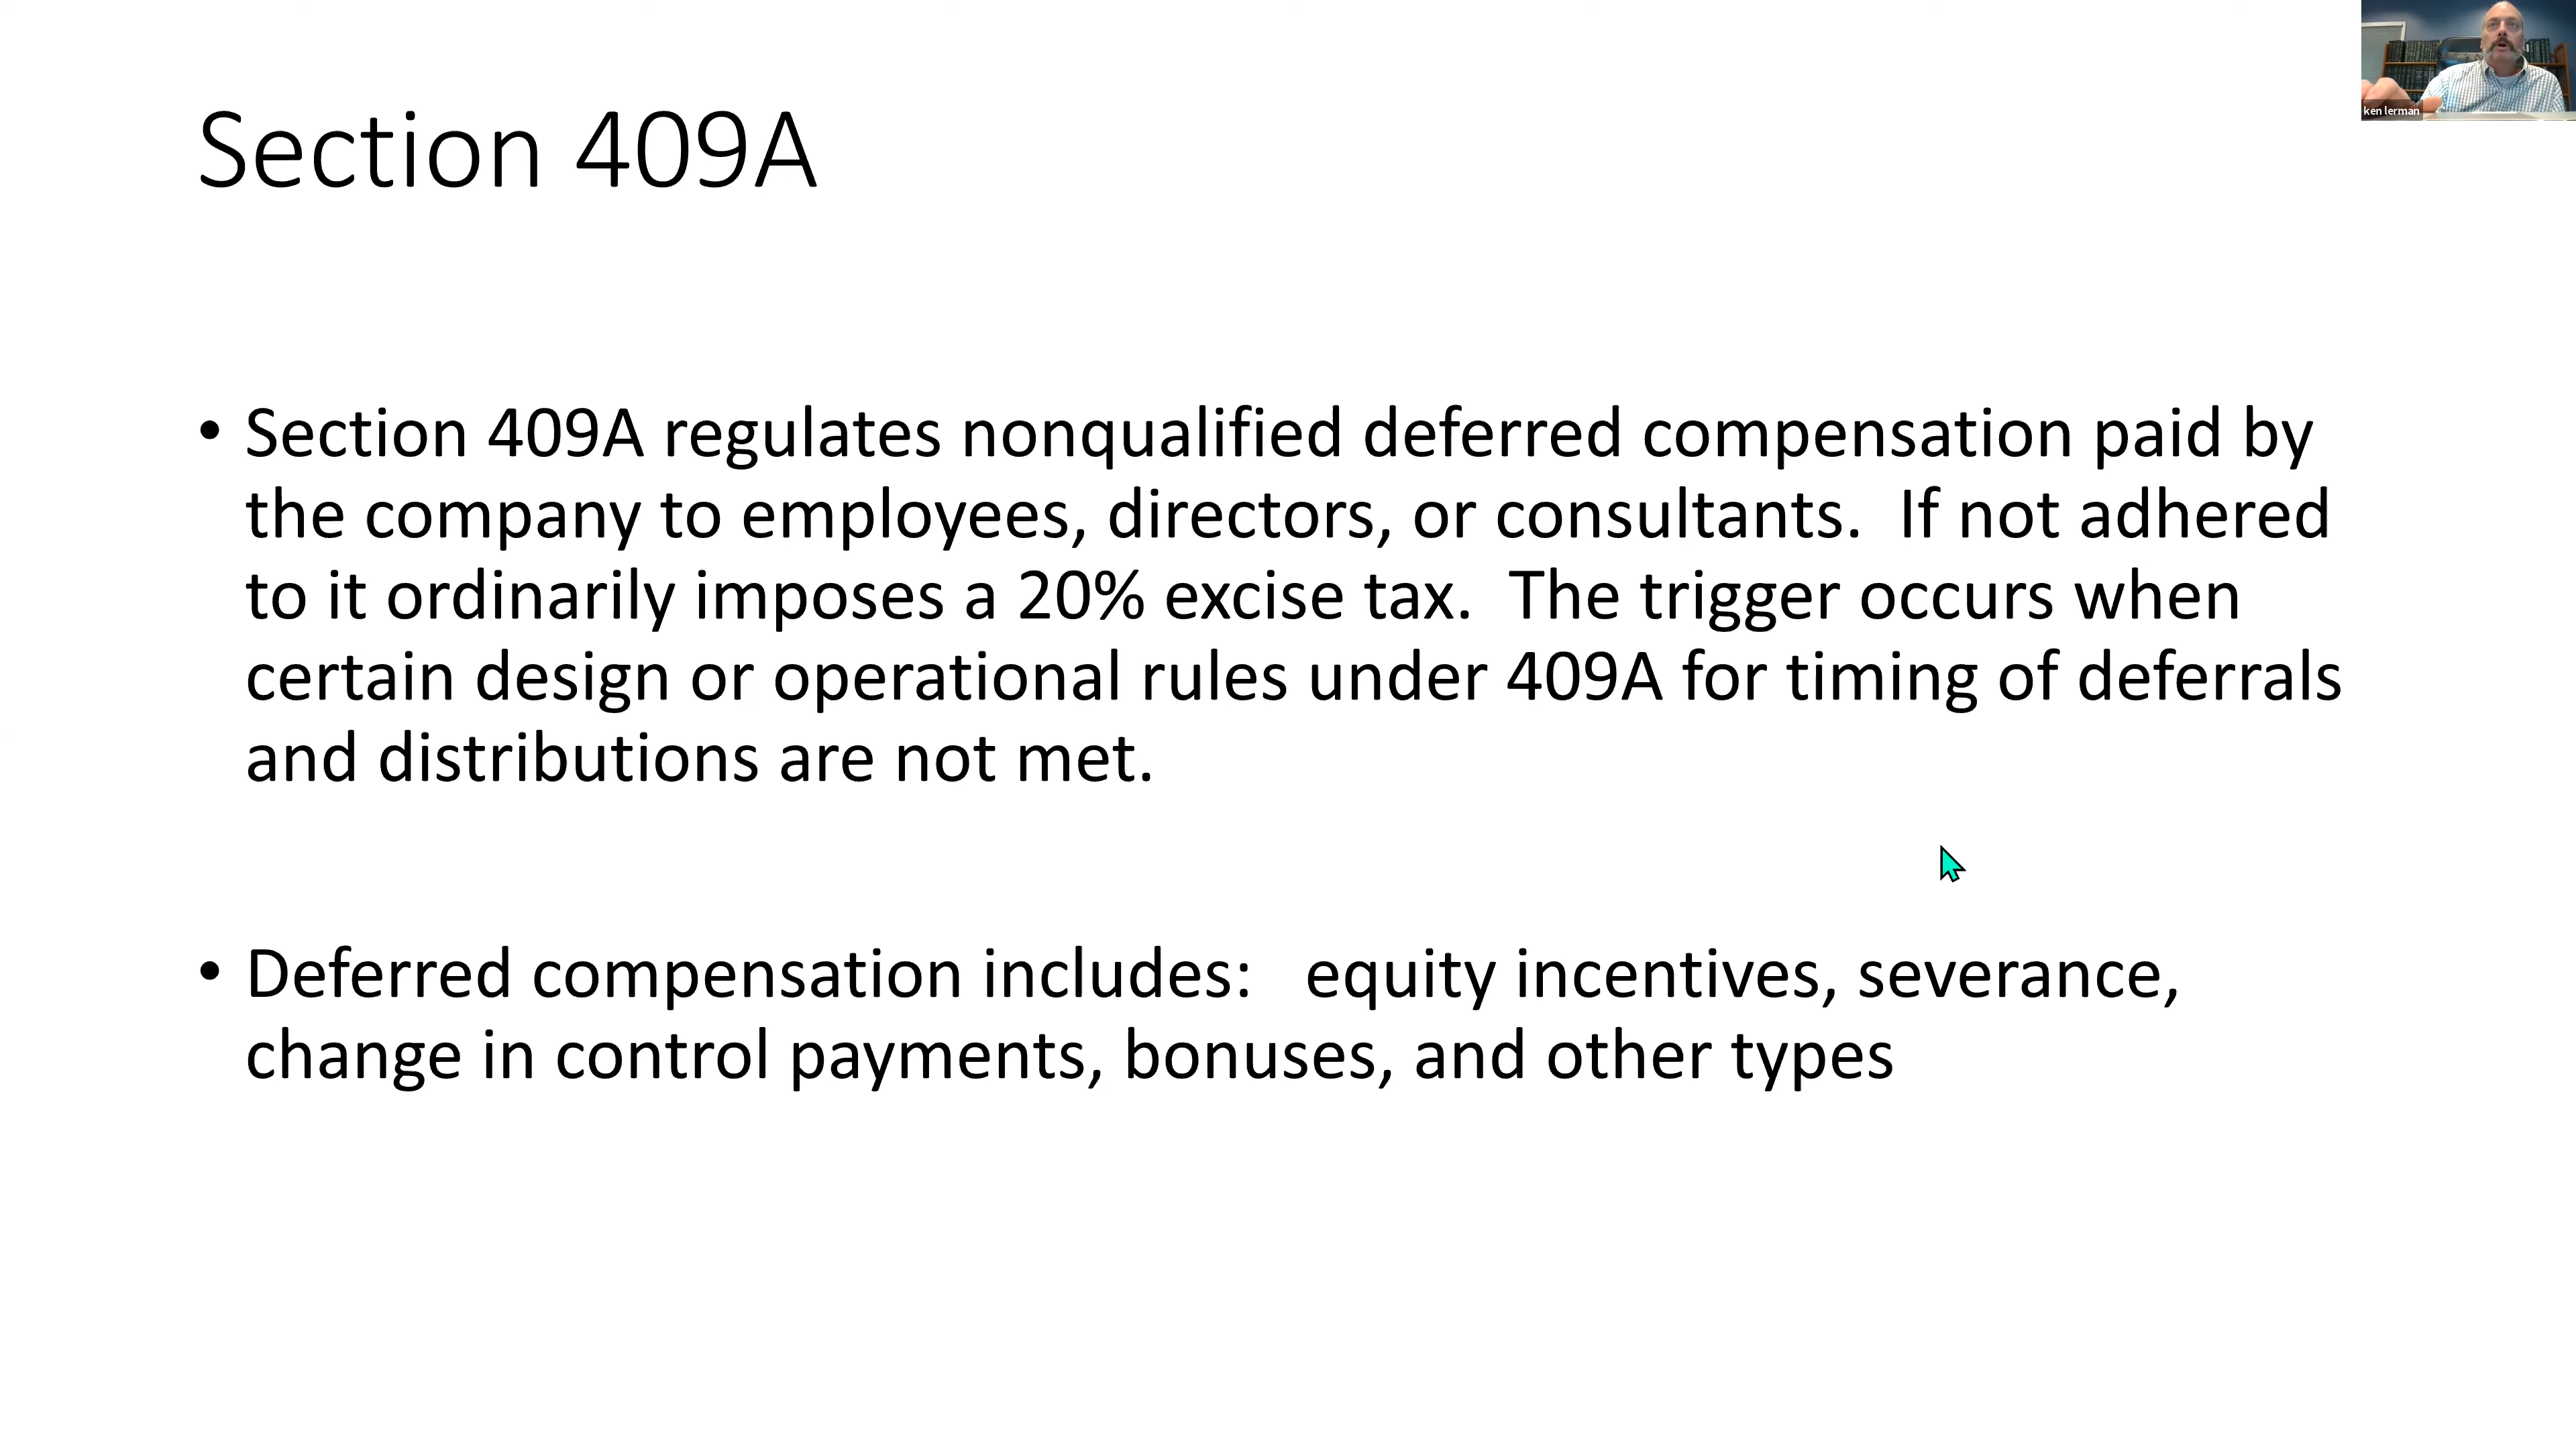 ken lerman
Section 409A
• Section 409A regulates nonqualified deferred compensation paid by
the company to employees, directors, or consultants.  If not adhered
to it ordinarily imposes a 20% excise tax.  The trigger occurs when
certain design or operational rules under 409A for timing of deferrals
and distributions are not met.
• Deferred compensation includes:   equity incentives, severance,
change in control payments, bonuses, and other types